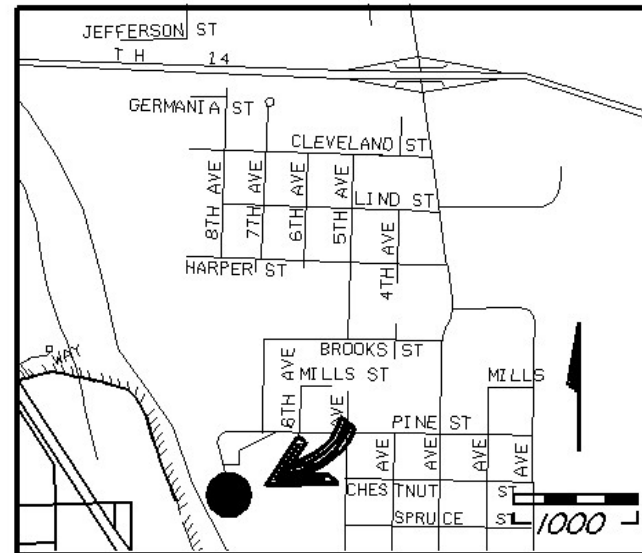 JEFFERSON ST
T H 14
GERMANIA ST
CLEVELAND ST
8TH AVE
7TH AVE
6TH AVE
5TH AVE
LIND ST
4TH AVE
HARPER ST
BROOKS ST
WAY
6TH AVE
MILLS ST
MILLS
AVE
PINE ST
AVE
AVE
AVE
AVE
CHESTNUT ST
SPRUCE ST
1000